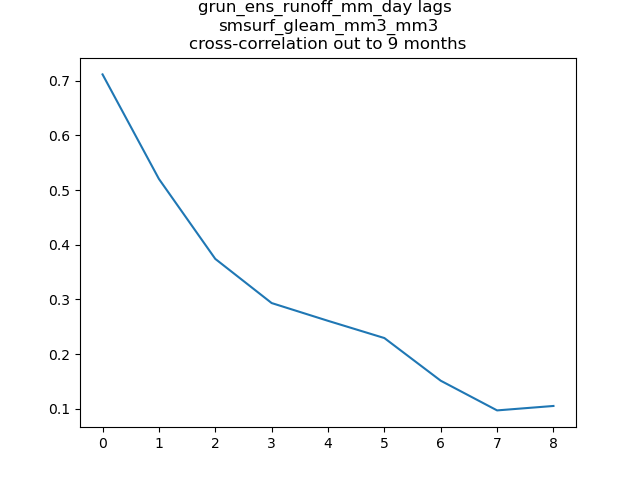 grun_ens_runoff_mm_day lags
smsurf_gleam_mm3_mm3
cross-correlation out to 9 months
0.7
0.6
0.5
0.4
0.3
0.2
0.1
0 1 2 3 4 5 6 7 8